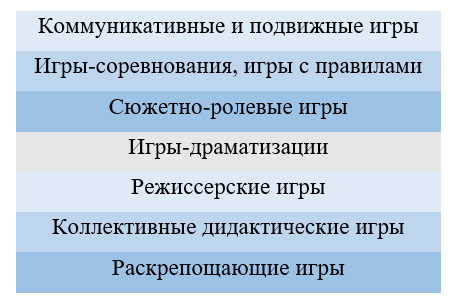 Коммуникативные и подвижные игры
Игры-соревнования, игры с правилами
Сюжетно-ролевые игры
Игры-драматизации
Режиссерские игры
Коллективные дидактические игры
Раскрепощающие игры